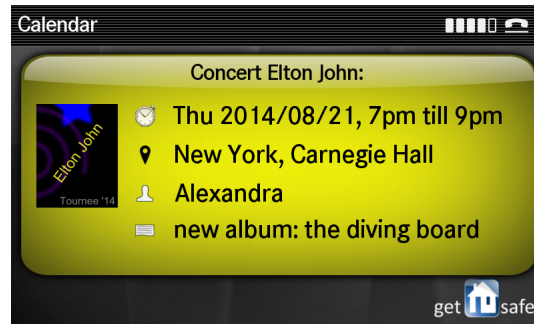 Calendar
Concert Elton John:
Elton John
Tournee '14
Thu 2014/08/21, 7pm till 9pm
New York, Carnegie Hall
Alexandra
new album: the diving board
get safe